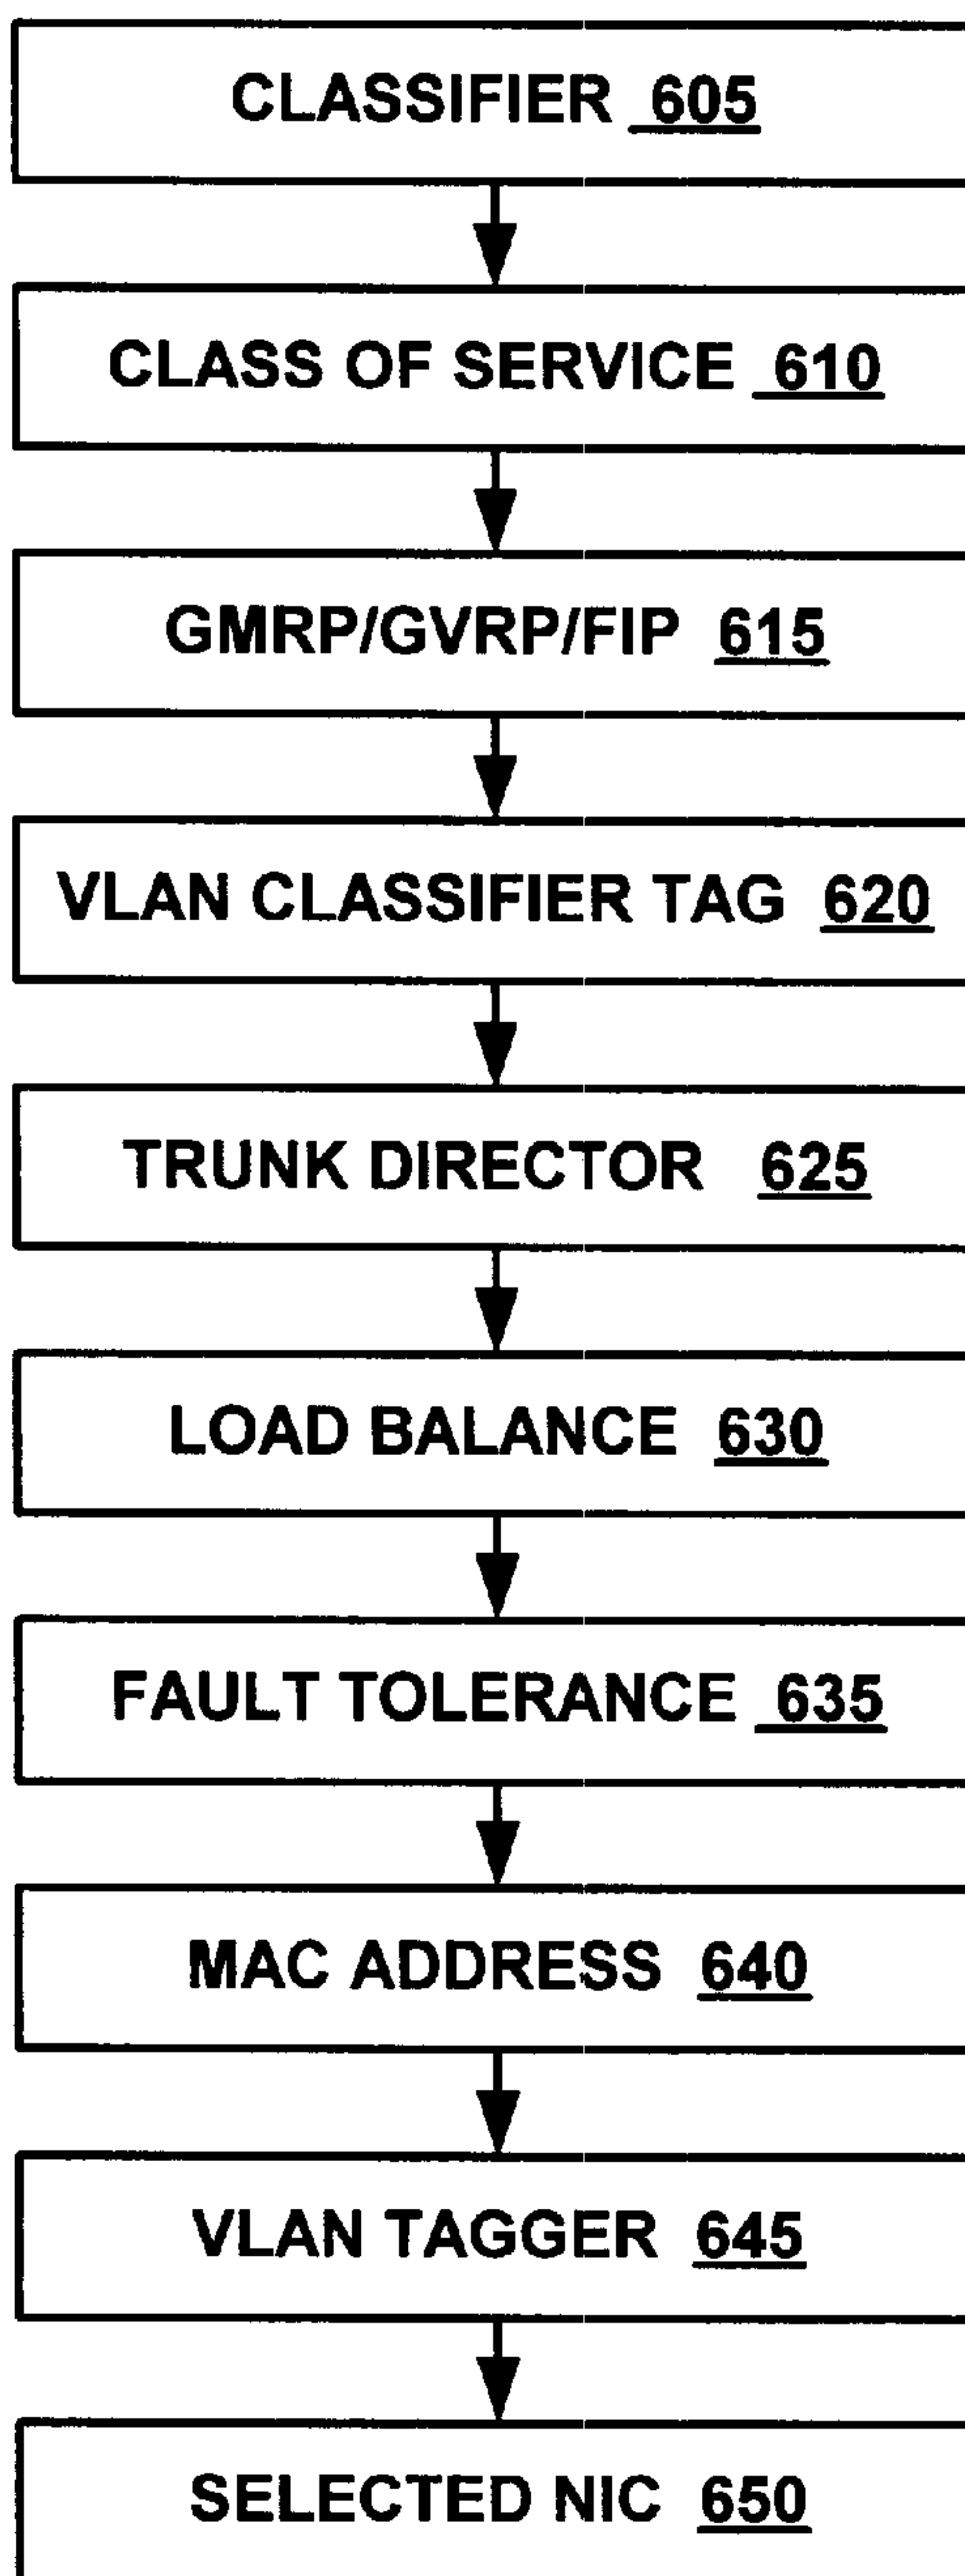 CLASSIFIER 605
CLASS OF SERVICE 610
GMRP/GVRP/FIP 615
VLAN CLASSIFIER TAG 620
TRUNK DIRECTOR 625
LOAD BALANCE 630
FAULT TOLERANCE 635
MAC ADDRESS 640
VLAN TAGGER 645
SELECTED NIC 650